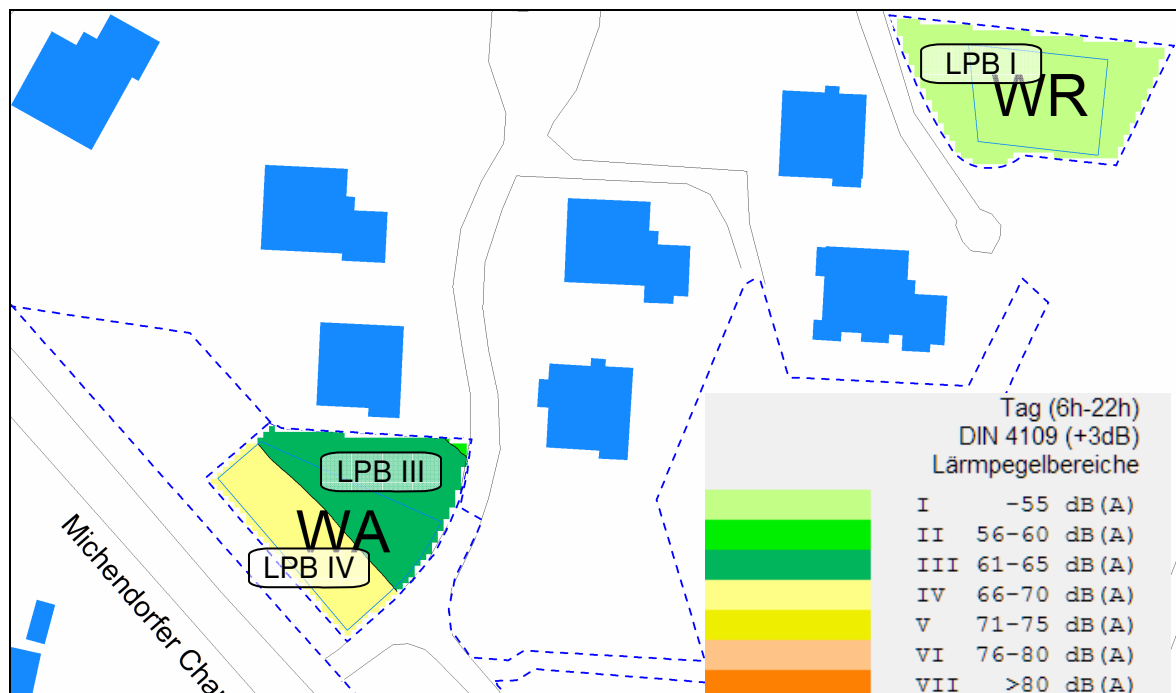 LPB I
WR
LPB III
WA
LPB IV
Michendorfer
Tag (6h-22h)
DIN 4109 (+3dB)
Lärmpegelbereiche
I -55 dB(A)
II 56-60 dB(A)
III 61-65 dB(A)
IV 66-70 dB(A)
V 71-75 dB(A)
VI 76-80 dB(A)
VII >80 dB(A)